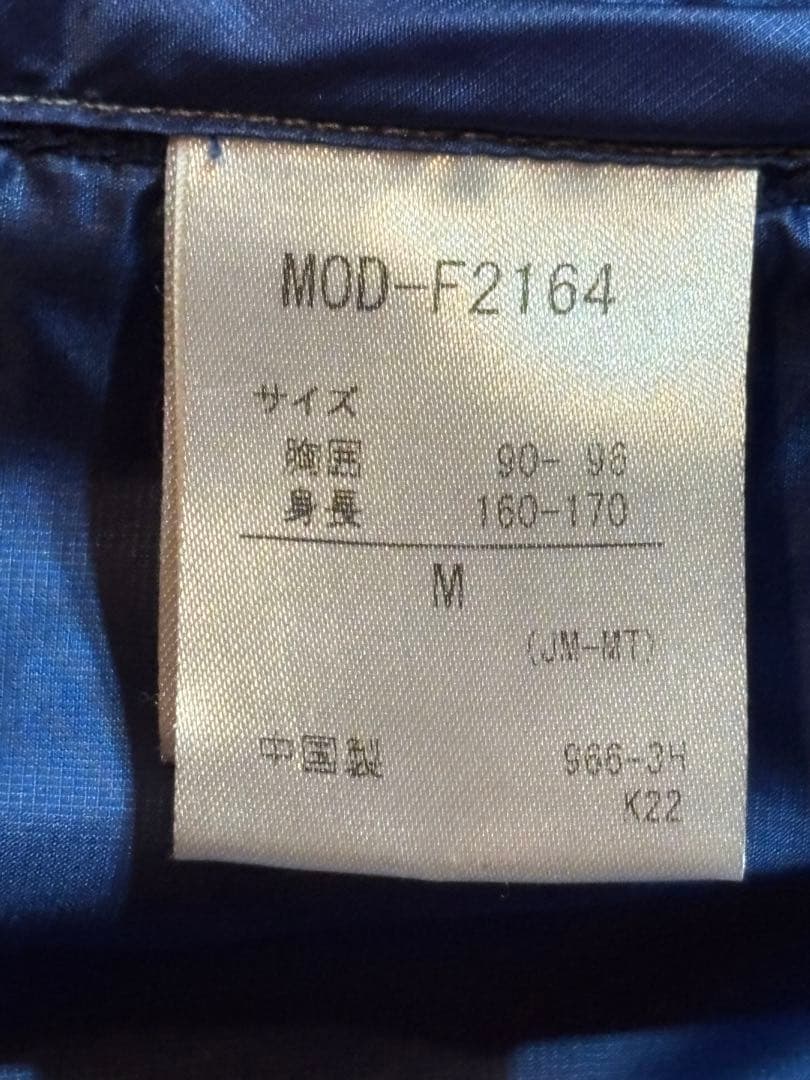 MOD-F2164
サイズ
胸囲 90- 96
身長 160-170
M
(JM-MT)
中国製 966-3H
K22